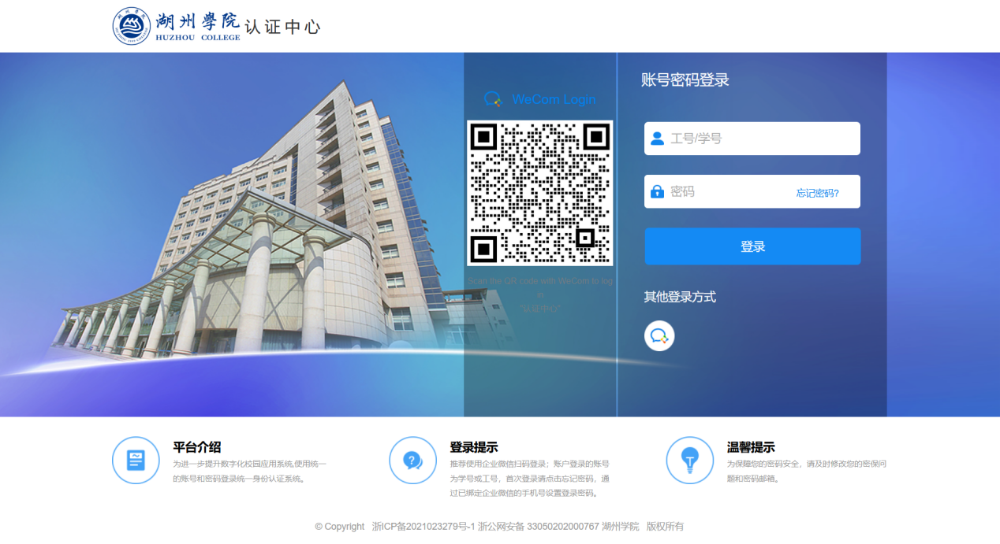 湖州學院 认证中心
HUZHOU COLLEGE
WeCom Login
Scan the QR code with WeCom to log
in
“认证中心”
账号密码登录
工号/学号
密码 忘记密码?
登录
其他登录方式
平台介绍
为进一步提升数字化校园应用系统,使用统一
的账号和密码登录统一身份认证系统。
登录提示
推荐使用企业微信扫码登录；账户登录的账号
为学号或工号，首次登录请点击忘记密码，通
过已绑定企业微信的手机号设置登录密码。
温馨提示
为保障您的密码安全，请及时修改您的密保问
题和密码邮箱。
© Copyright 浙ICP备2021023279号-1 浙公网安备 33050202000767 湖州学院 版权所有